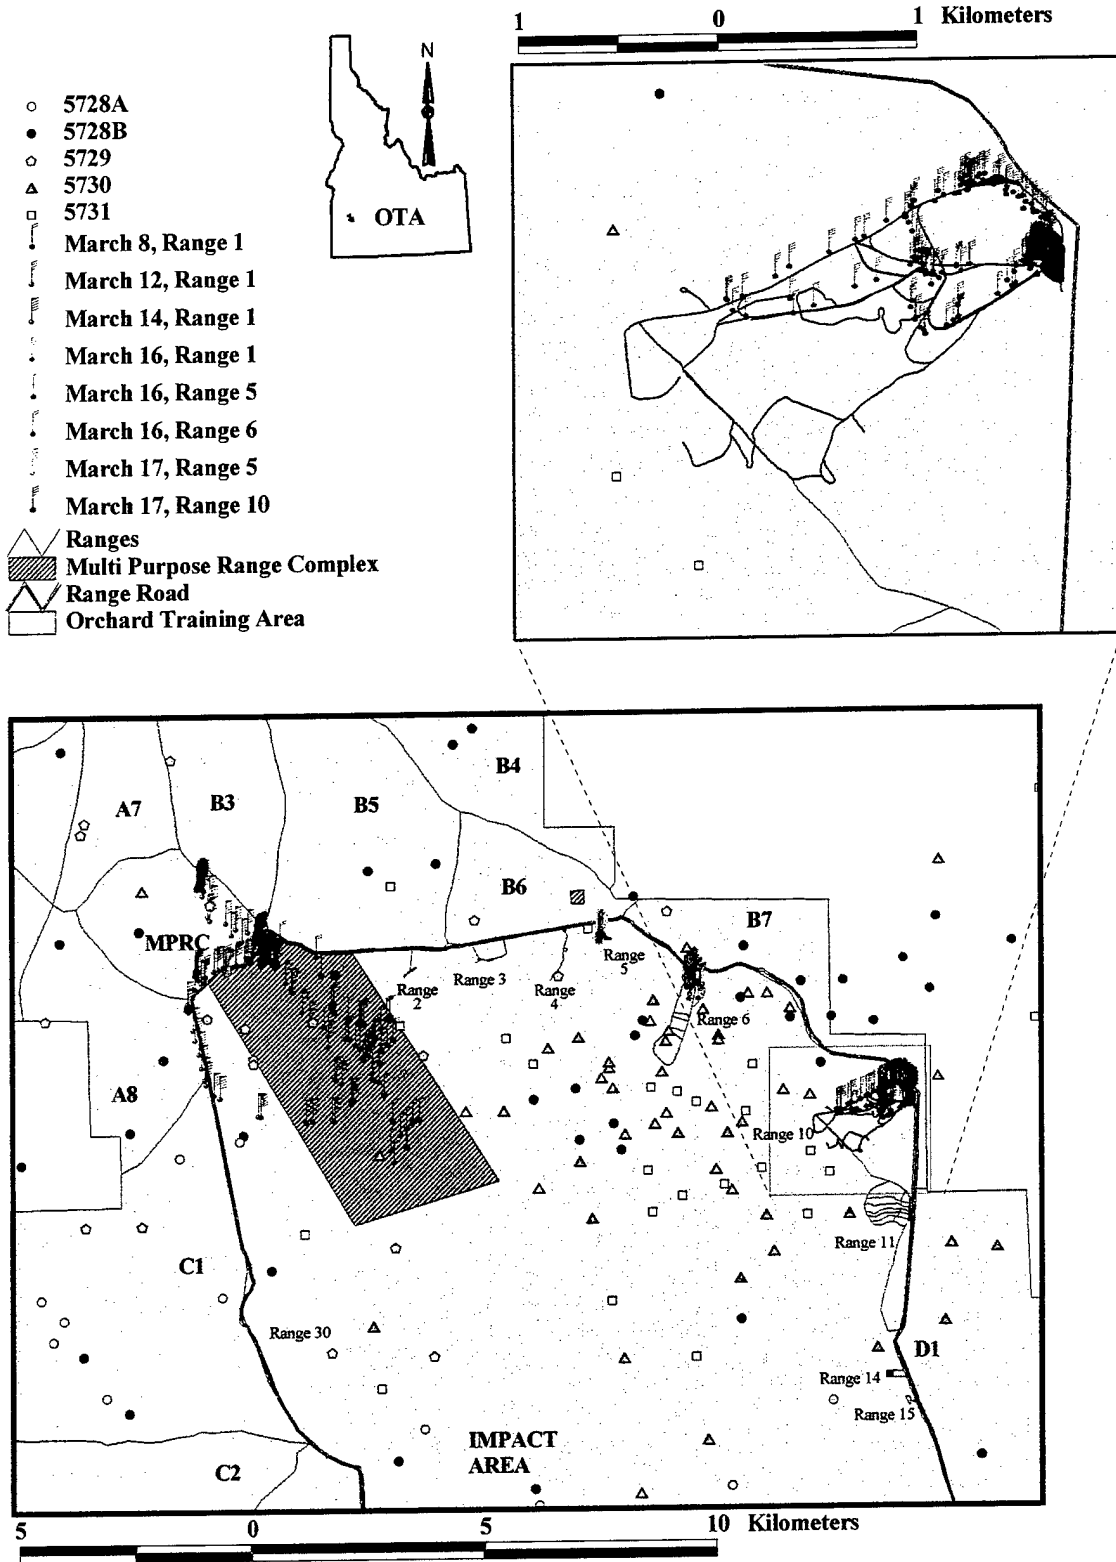 1 0 1 Kilometers
N
OTA
5728A
5728B
5729
5730
5731
March 8, Range 1
March 12, Range 1
March 14, Range 1
March 16, Range 1
March 16, Range 5
March 16, Range 6
March 17, Range 5
March 17, Range 10
Ranges
Multi Purpose Range Complex
Range Road
Orchard Training Area
B4
A7
B3
B5
B6
B7
MPRC
Range
5
Range 3
Range
2
Range
4
Range 6
A8
Range 10
Range 11
C1
Range 30
D1
Range 14
Range 15
IMPACT
AREA
C2
5 0 5 10 Kilometers